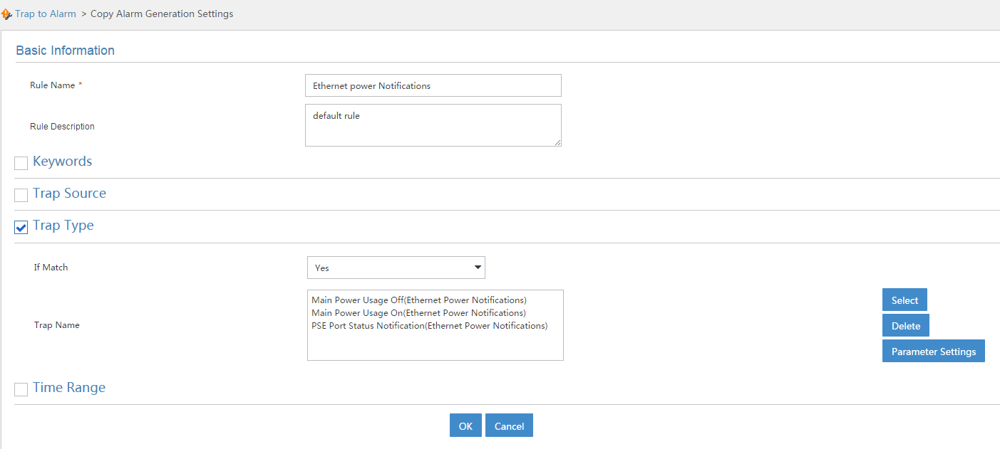 Trap to Alarm > Copy Alarm Generation Settings
Basic Information
Rule Name *
Ethernet power Notifications
Rule Description
default rule
Keywords
Trap Source
Trap Type
If Match
Yes
Trap Name
Main Power Usage Off(Ethernet Power Notifications)
Main Power Usage On(Ethernet Power Notifications)
PSE Port Status Notification(Ethernet Power Notifications)
Select
Delete
Parameter Settings
Time Range
OK
Cancel